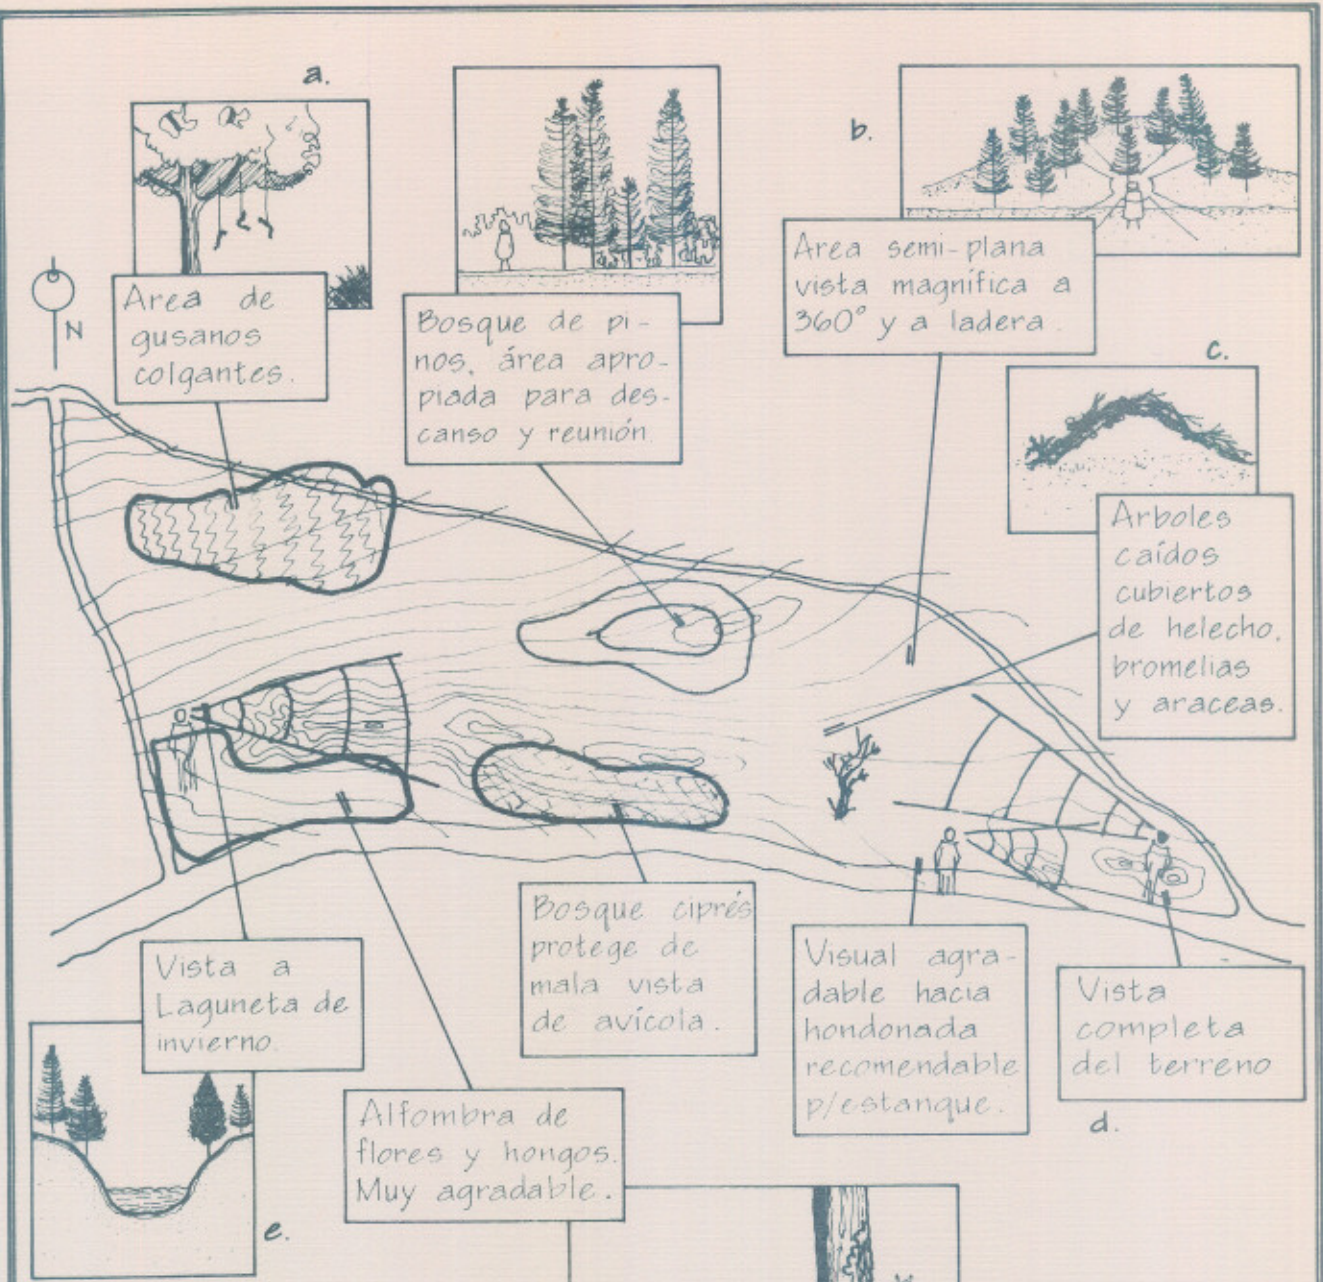 a.
b.
N
Area de
gusanos
colgantes.
Bosque de pi-
nos, área apro-
piada para des-
canso y reunión
Area semi-plana
vista magnífica a
360° y a ladera.
c.
Arboles
caídos
cubiertos
de helecho,
bromelias
y araceas.
Vista a
Laguneta de
invierno.
Bosque ciprés
protege de
mala vista
de avícola.
Visual agra-
dable hacia
hondonada
recomendable
p/estanque.
Vista
completa
del terreno
d.
Alfombra de
flores y hongos.
Muy agradable.
e.